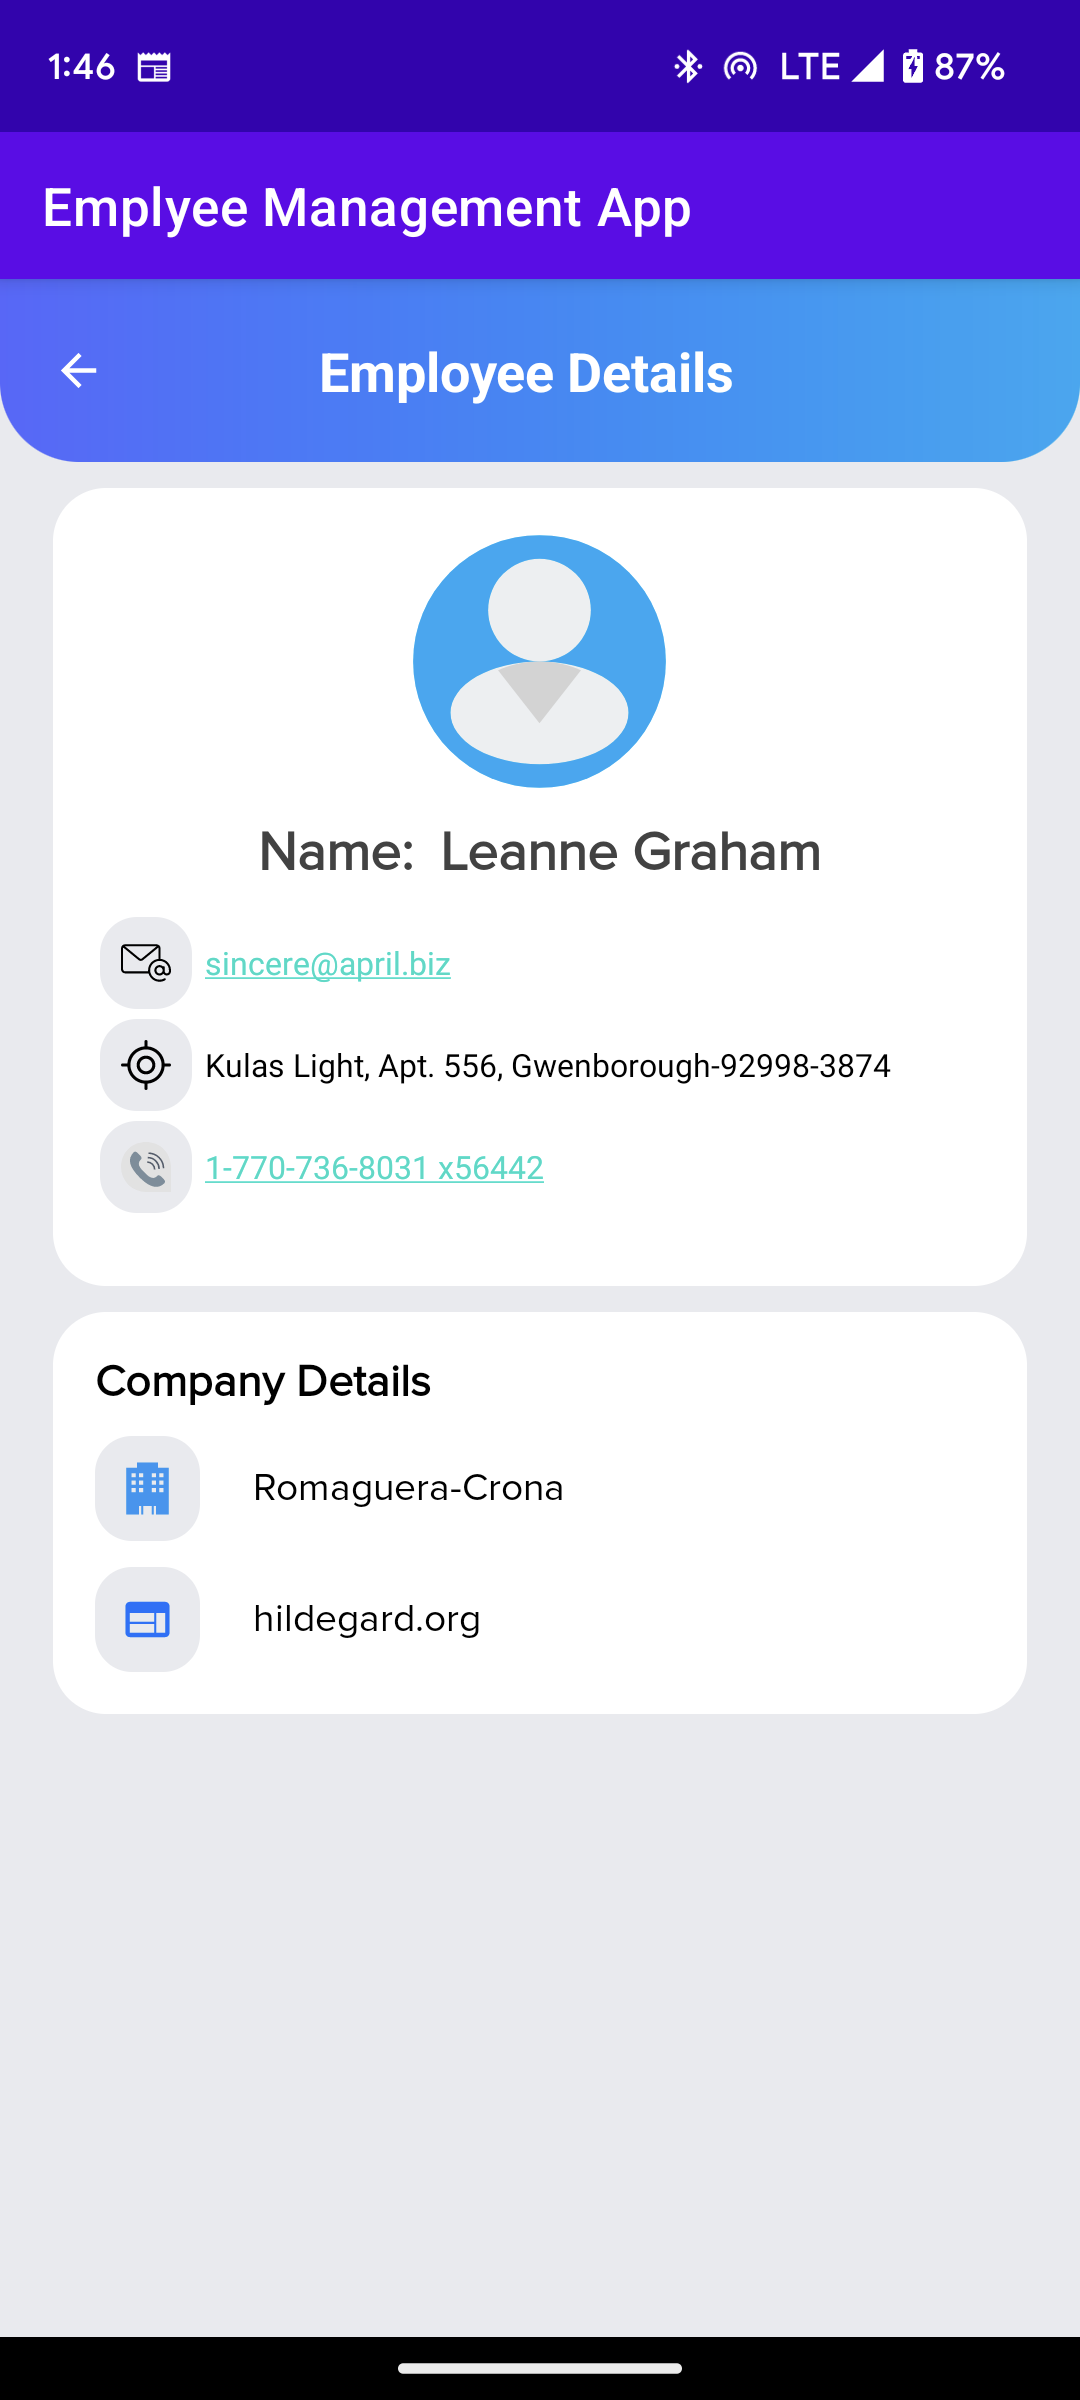 1:46 LTE 87%
Emplyee Management App
Employee Details
Name: Leanne Graham
sincere@april.biz
Kulas Light, Apt. 556, Gwenborough-92998-3874
1-770-736-8031 x56442
Company Details
Romaguera-Crona
hildegard.org